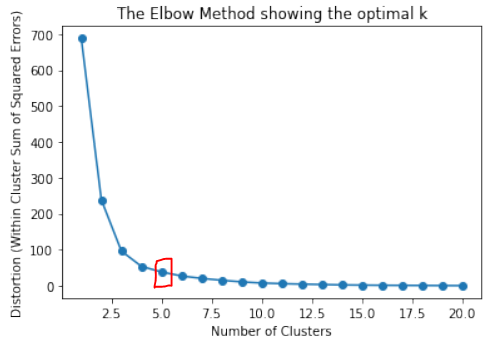 The Elbow Method showing the optimal k
Distortion (Within Cluster Sum of Squared Errors)
700
600
500
400
300
200
100
0
2.5 5.0 7.5 10.0 12.5 15.0 17.5 20.0
Number of Clusters